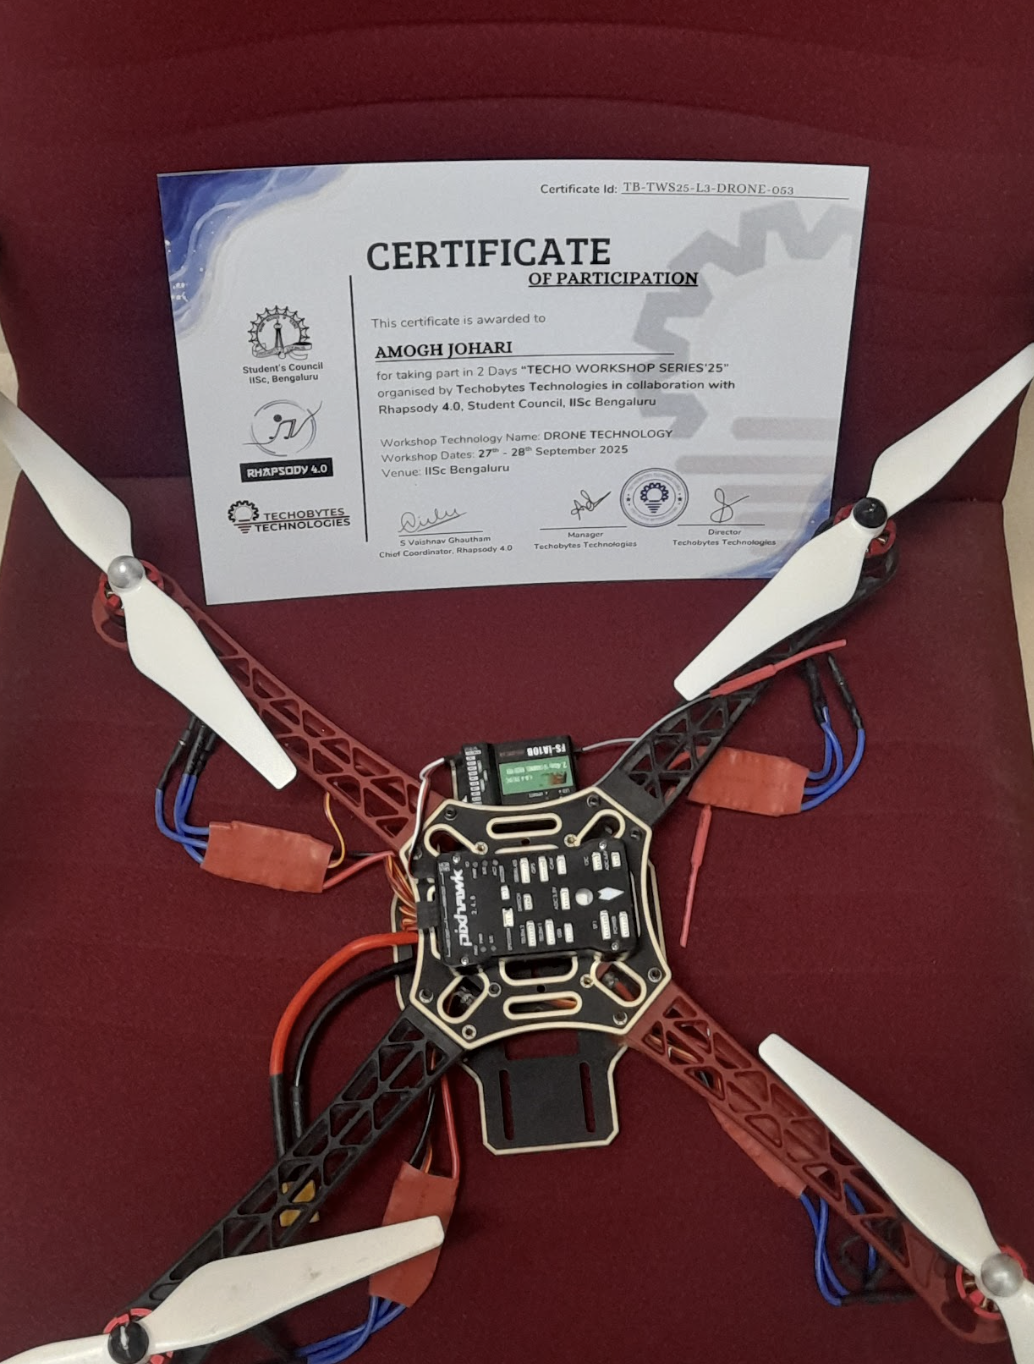 Certificate Id: TB-TWS25-L3-DRONE-053
CERTIFICATE
OF PARTICIPATION
This certificate is awarded to
AMOGH JOHARI
for taking part in 2 Days "TECHO WORKSHOP SERIES'25"
organised by Techobytes Technologies in collaboration with
Rhapsody 4.0, Student Council, IISc Bengaluru
Workshop Technology Name: DRONE TECHNOLOGY
Workshop Dates: 27th - 28th September 2025
Venue: IISc Bengaluru
Student's Council
IISc, Bengaluru
RHAPSODY 4.0
TECHOBYTES
TECHNOLOGIES
S Vaishnav Ghautham
Chief Coordinator, Rhapsody 4.0
Manager
Techobytes Technologies
Director
Techobytes Technologies
FS-IA10B
pixhawk
2.4.8